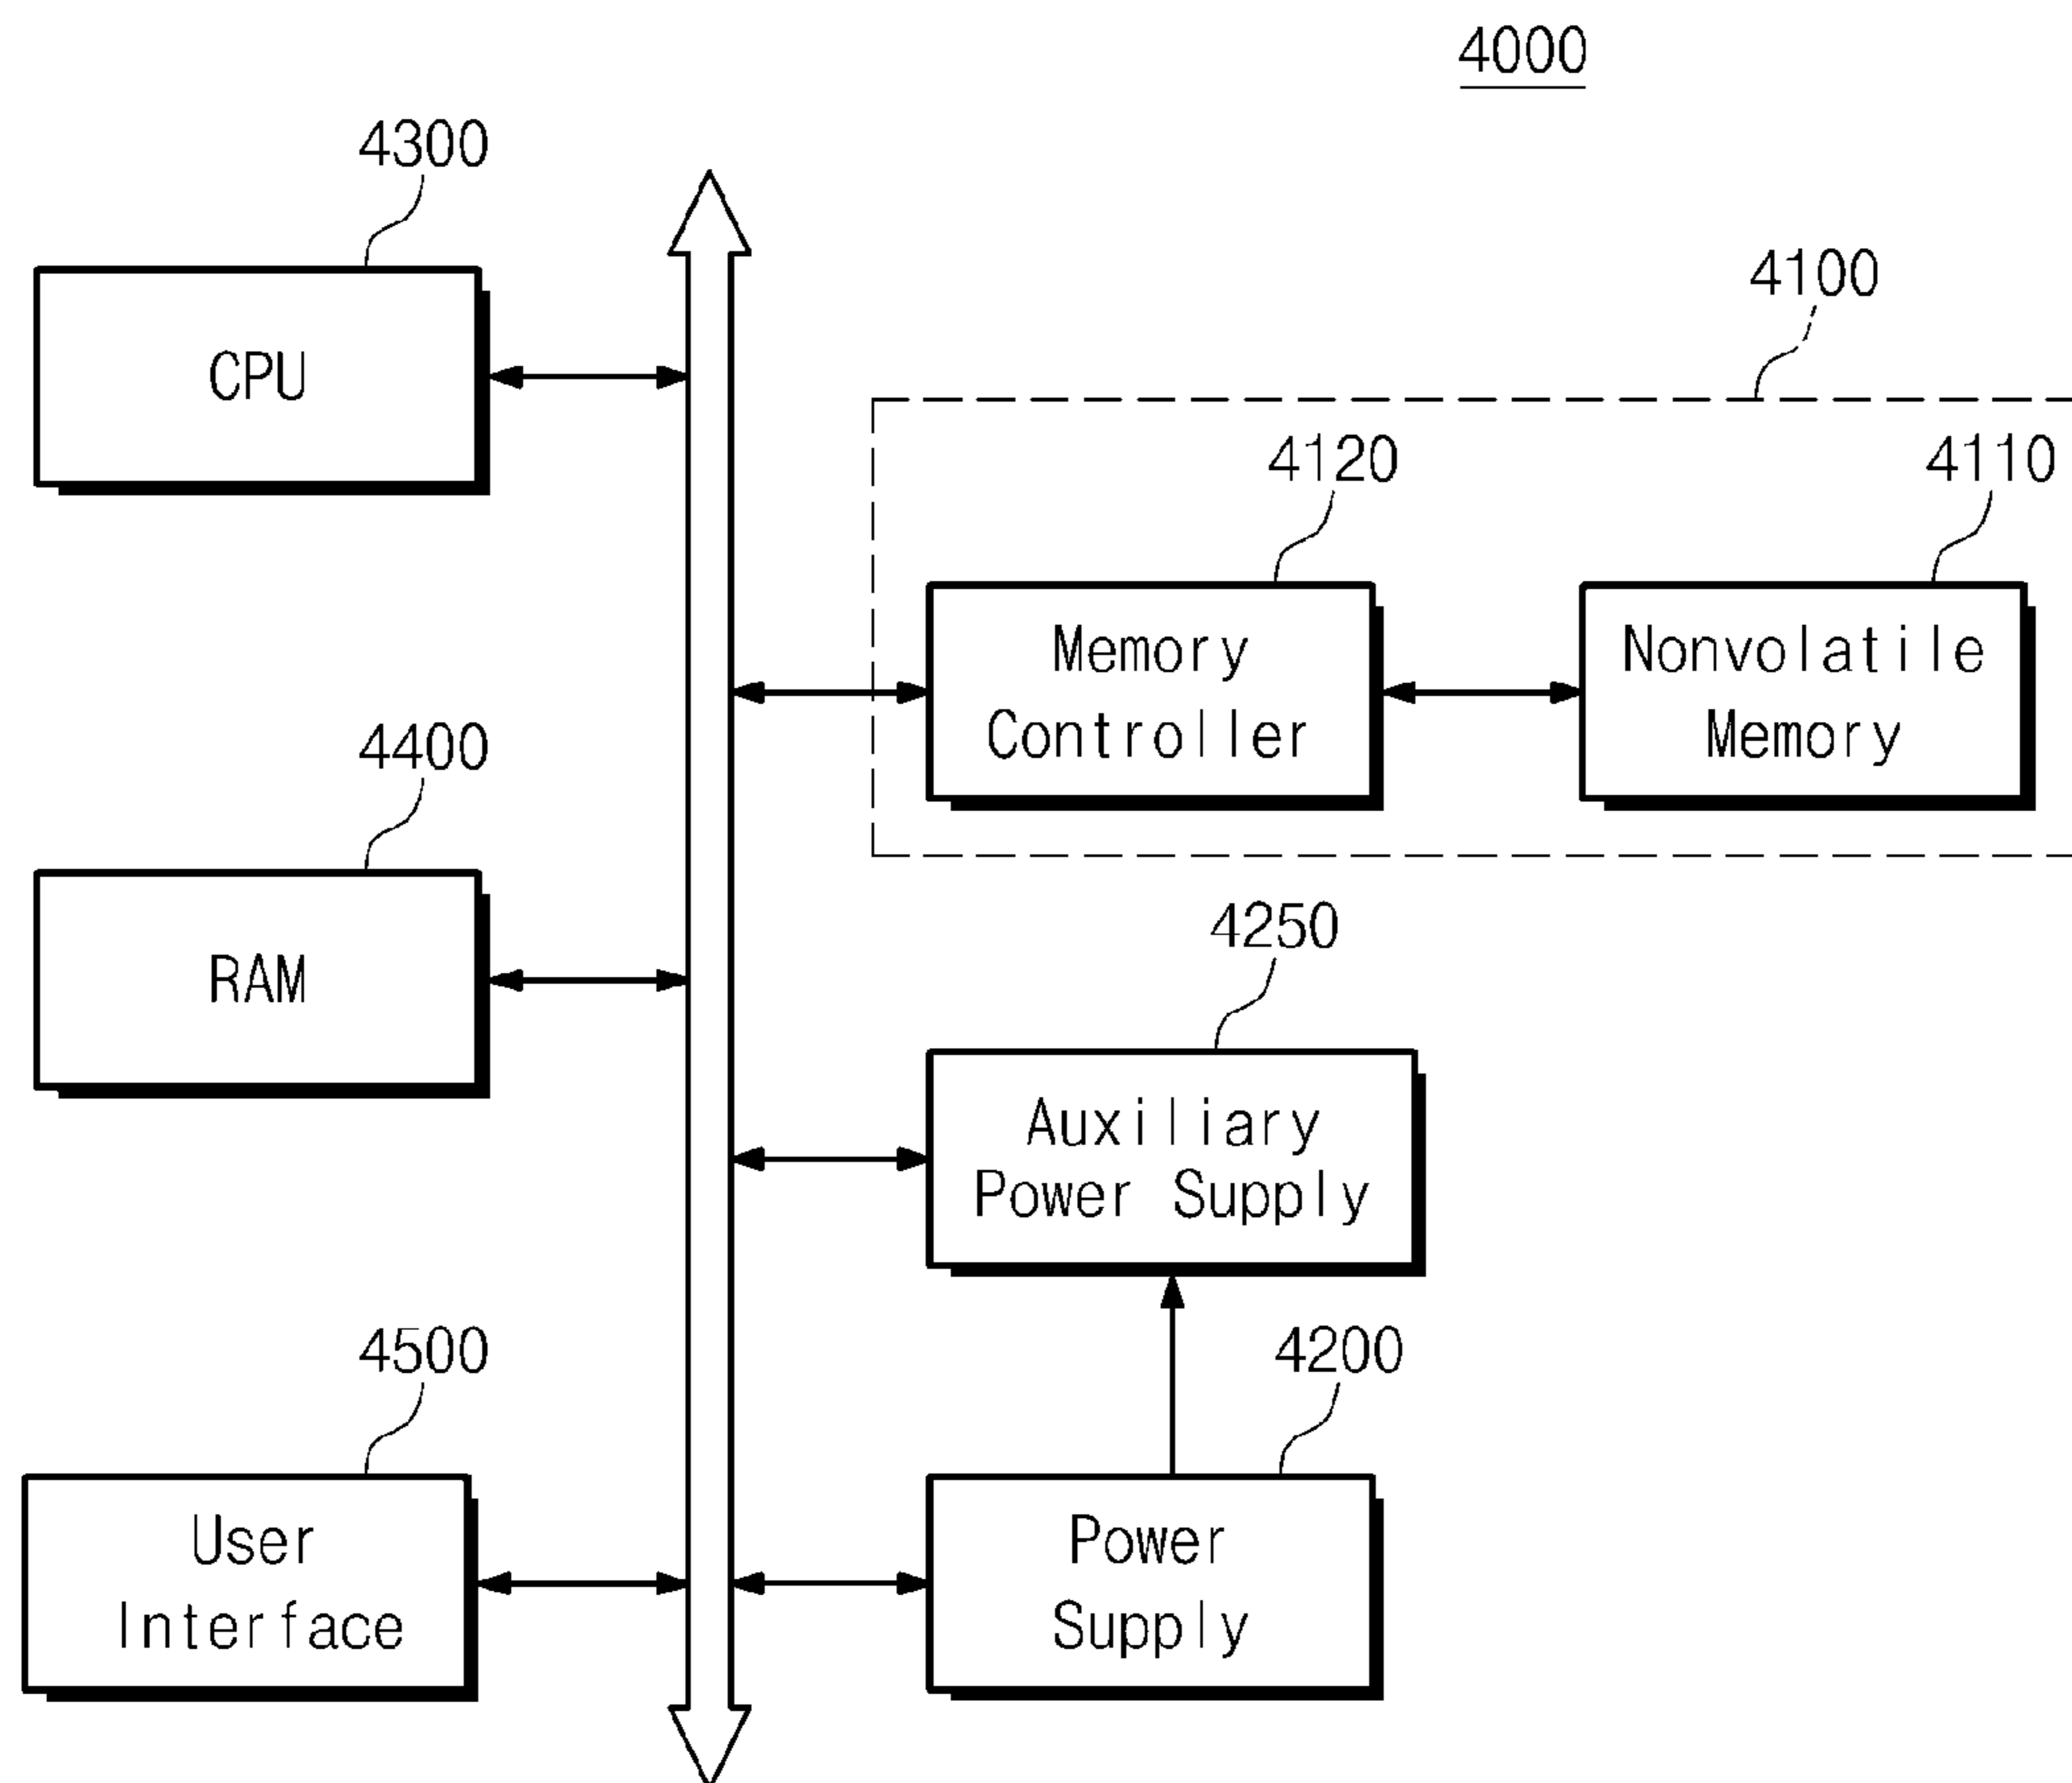 4000
4300
CPU
4100
4120
4110
Memory
Controller
Nonvolatile
Memory
4400
RAM
4250
Auxiliary
Power Supply
4500
User
Interface
4200
Power
Supply